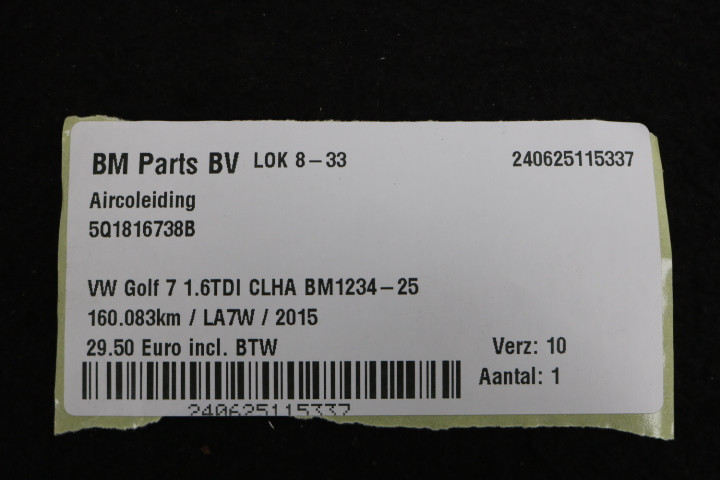 BM Parts BV LOK 8-33 240625115337
Aircoleiding
5Q1816738B
VW Golf 7 1.6TDI CLHA BM1234-25
160.083km / LA7W / 2015
29.50 Euro incl. BTW Verz: 10
Aantal: 1
240625115337